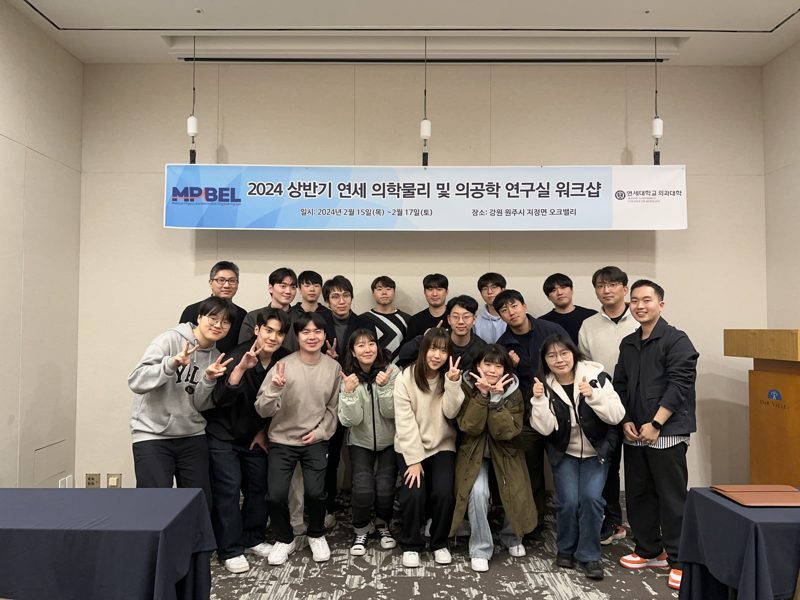 MPBEL
2024 상반기 연세 의학물리 및 의공학 연구실 워크샵
일시: 2024년 2월 15일(목) ~2월 17일(토)
장소: 강원 원주시 지정면 오크밸리
연세대학교 의과대학
OAK VALLEY